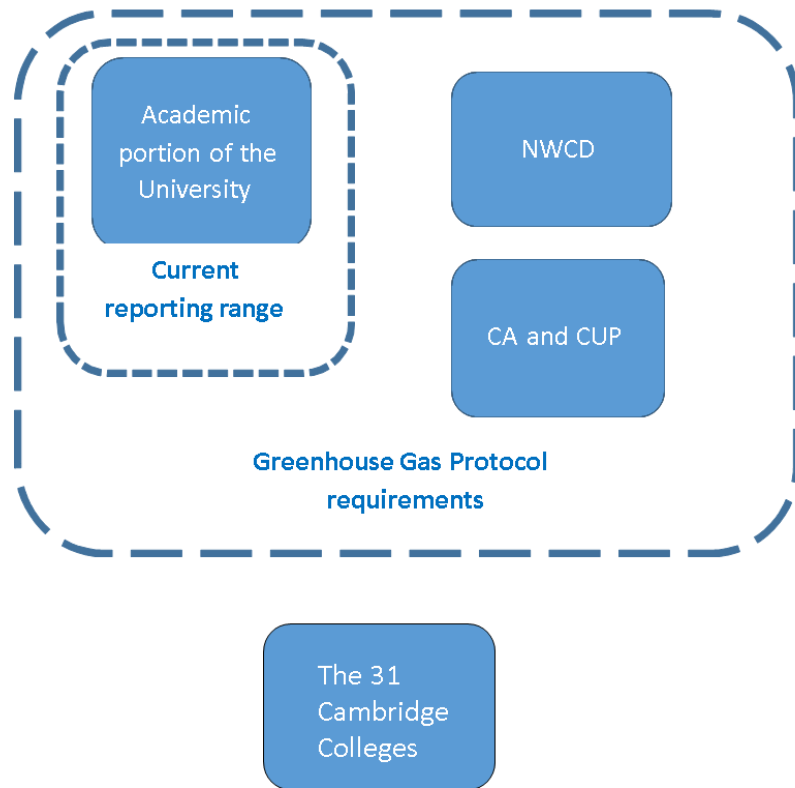 Academic
portion of the
University
Current
reporting range
NWCD
CA and CUP
Greenhouse Gas Protocol
requirements
The 31
Cambridge
Colleges